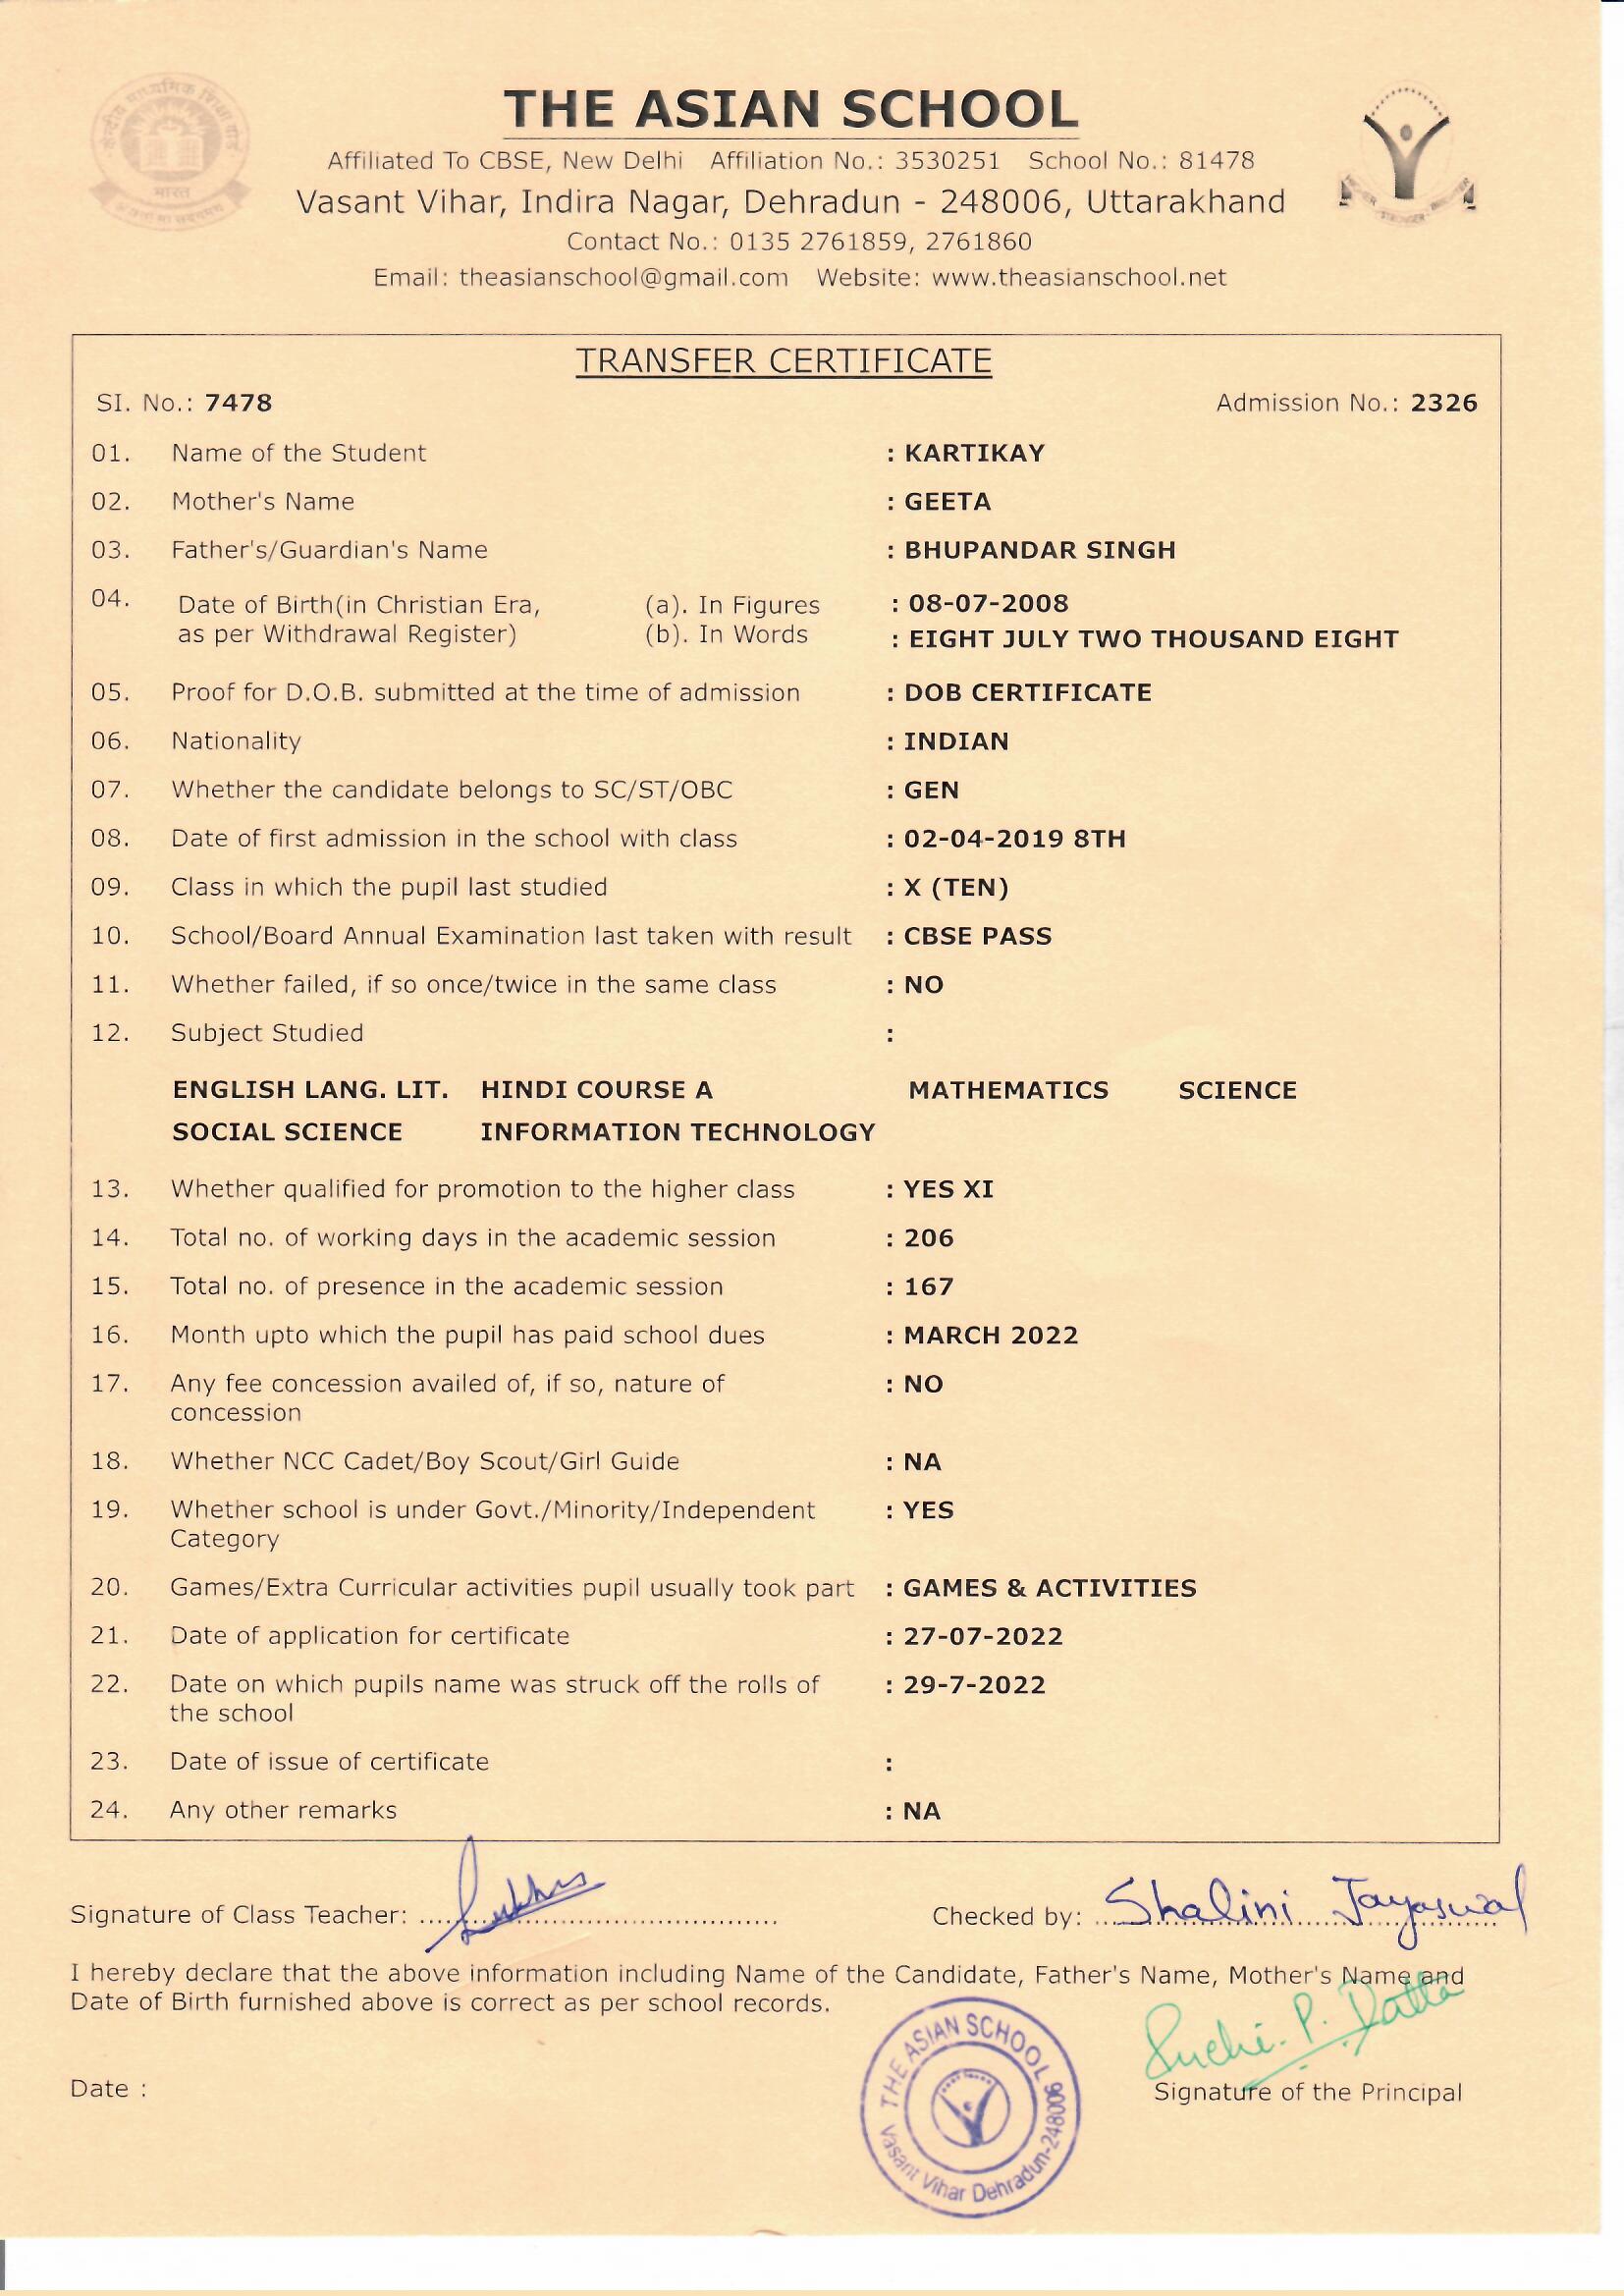 THE ASIAN SCHOOL
Affiliated To CBSE, New Delhi Affiliation No.: 3530251 School No.: 81478
Vasant Vihar, Indira Nagar, Dehradun - 248006, Uttarakhand
Contact No.: 0135 2761859, 2761860
Email: theasianschool@gmail.com Website: www.theasianschool.net
भारत
TRANSFER CERTIFICATE
SI. No.: 7478 Admission No.: 2326
01. Name of the Student : KARTIKAY
02. Mother's Name : GEETA
03. Father's/Guardian's Name : BHUPANDAR SINGH
04. Date of Birth(in Christian Era, (a). In Figures : 08-07-2008
as per Withdrawal Register) (b). In Words : EIGHT JULY TWO THOUSAND EIGHT
05. Proof for D.O.B. submitted at the time of admission : DOB CERTIFICATE
06. Nationality : INDIAN
07. Whether the candidate belongs to SC/ST/OBC : GEN
08. Date of first admission in the school with class : 02-04-2019 8TH
09. Class in which the pupil last studied : X (TEN)
10. School/Board Annual Examination last taken with result : CBSE PASS
11. Whether failed, if so once/twice in the same class : NO
12. Subject Studied :
ENGLISH LANG. LIT. HINDI COURSE A MATHEMATICS SCIENCE
SOCIAL SCIENCE INFORMATION TECHNOLOGY
13. Whether qualified for promotion to the higher class : YES XI
14. Total no. of working days in the academic session : 206
15. Total no. of presence in the academic session : 167
16. Month upto which the pupil has paid school dues : MARCH 2022
17. Any fee concession availed of, if so, nature of : NO
concession
18. Whether NCC Cadet/Boy Scout/Girl Guide : NA
19. Whether school is under Govt./Minority/Independent : YES
Category
20. Games/Extra Curricular activities pupil usually took part : GAMES & ACTIVITIES
21. Date of application for certificate : 27-07-2022
22. Date on which pupils name was struck off the rolls of : 29-7-2022
the school
23. Date of issue of certificate :
24. Any other remarks : NA
Signature of Class Teacher: Checked by: Shalini Jayaswal
I hereby declare that the above information including Name of the Candidate, Father's Name, Mother's Name and
Date of Birth furnished above is correct as per school records.
Suchi. P. Datta
Date : Signature of the Principal
THE ASIAN SCHOOL
Vasant Vihar Dehradun-248006